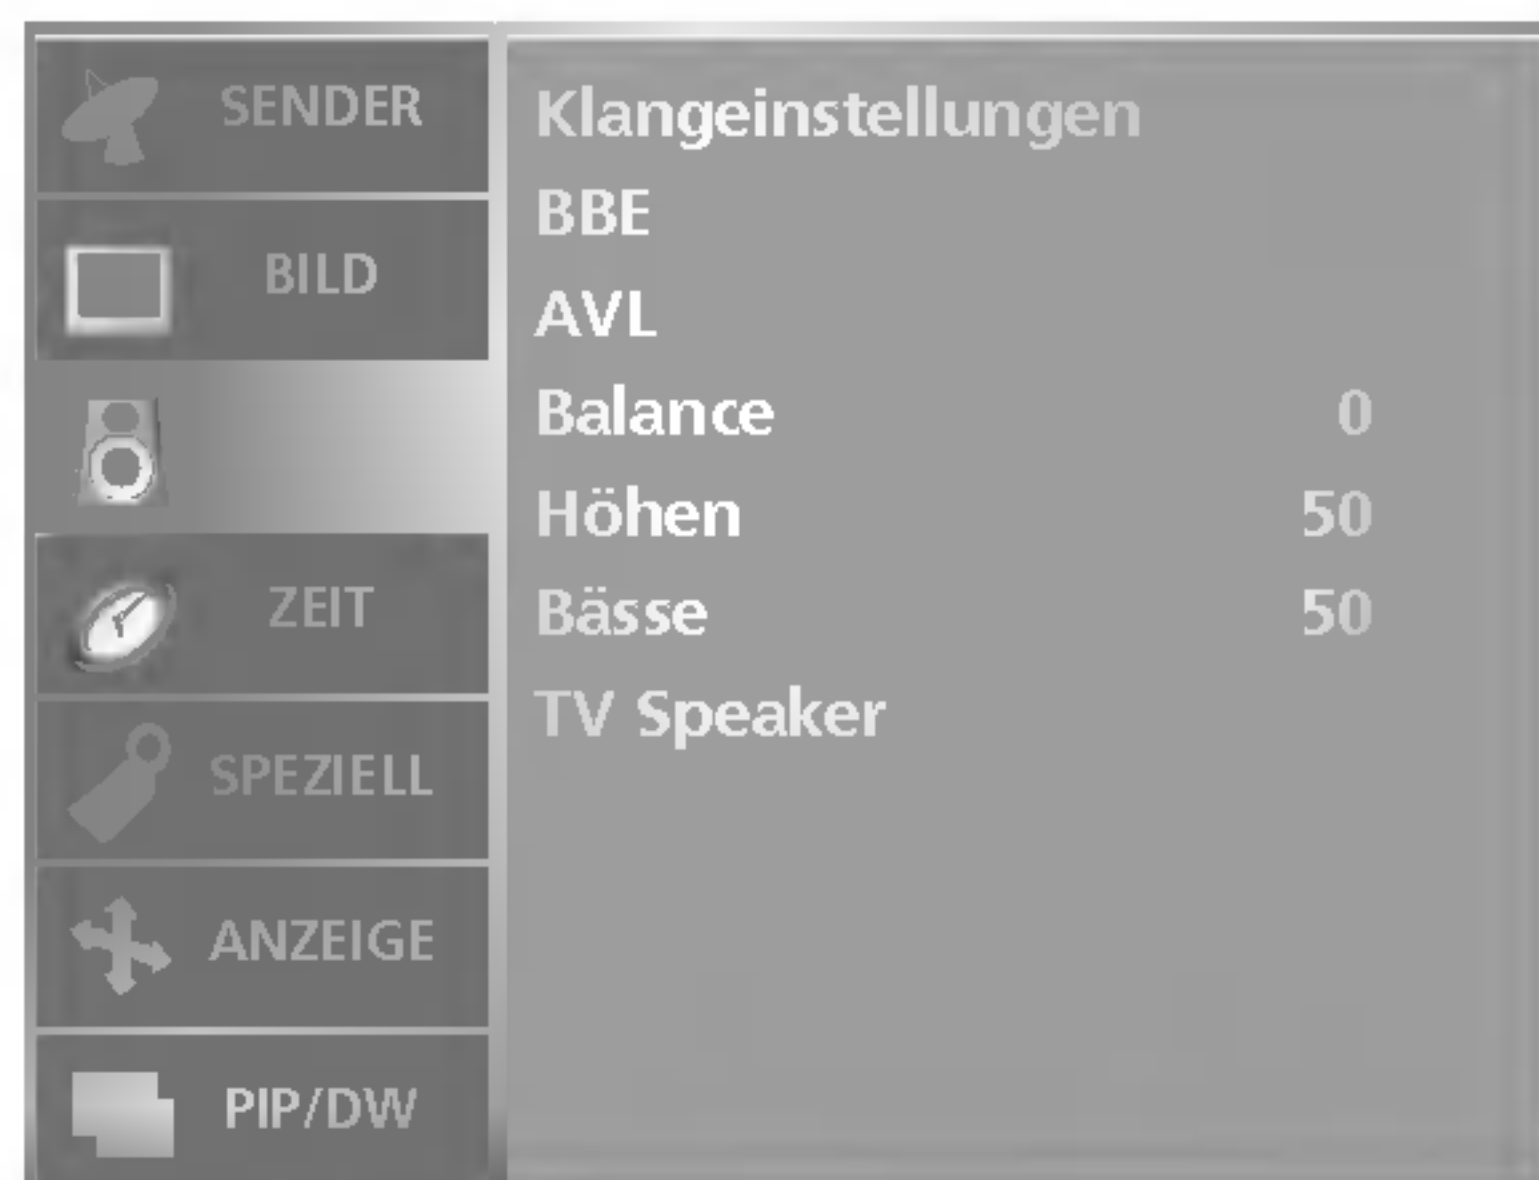 SENDER
BILD
ZEIT
SPEZIELL
ANZEIGE
PIP/DW
Klangeinstellungen
BBE
AVL
Balance 0
Höhen 50
Bässe 50
TV Speaker